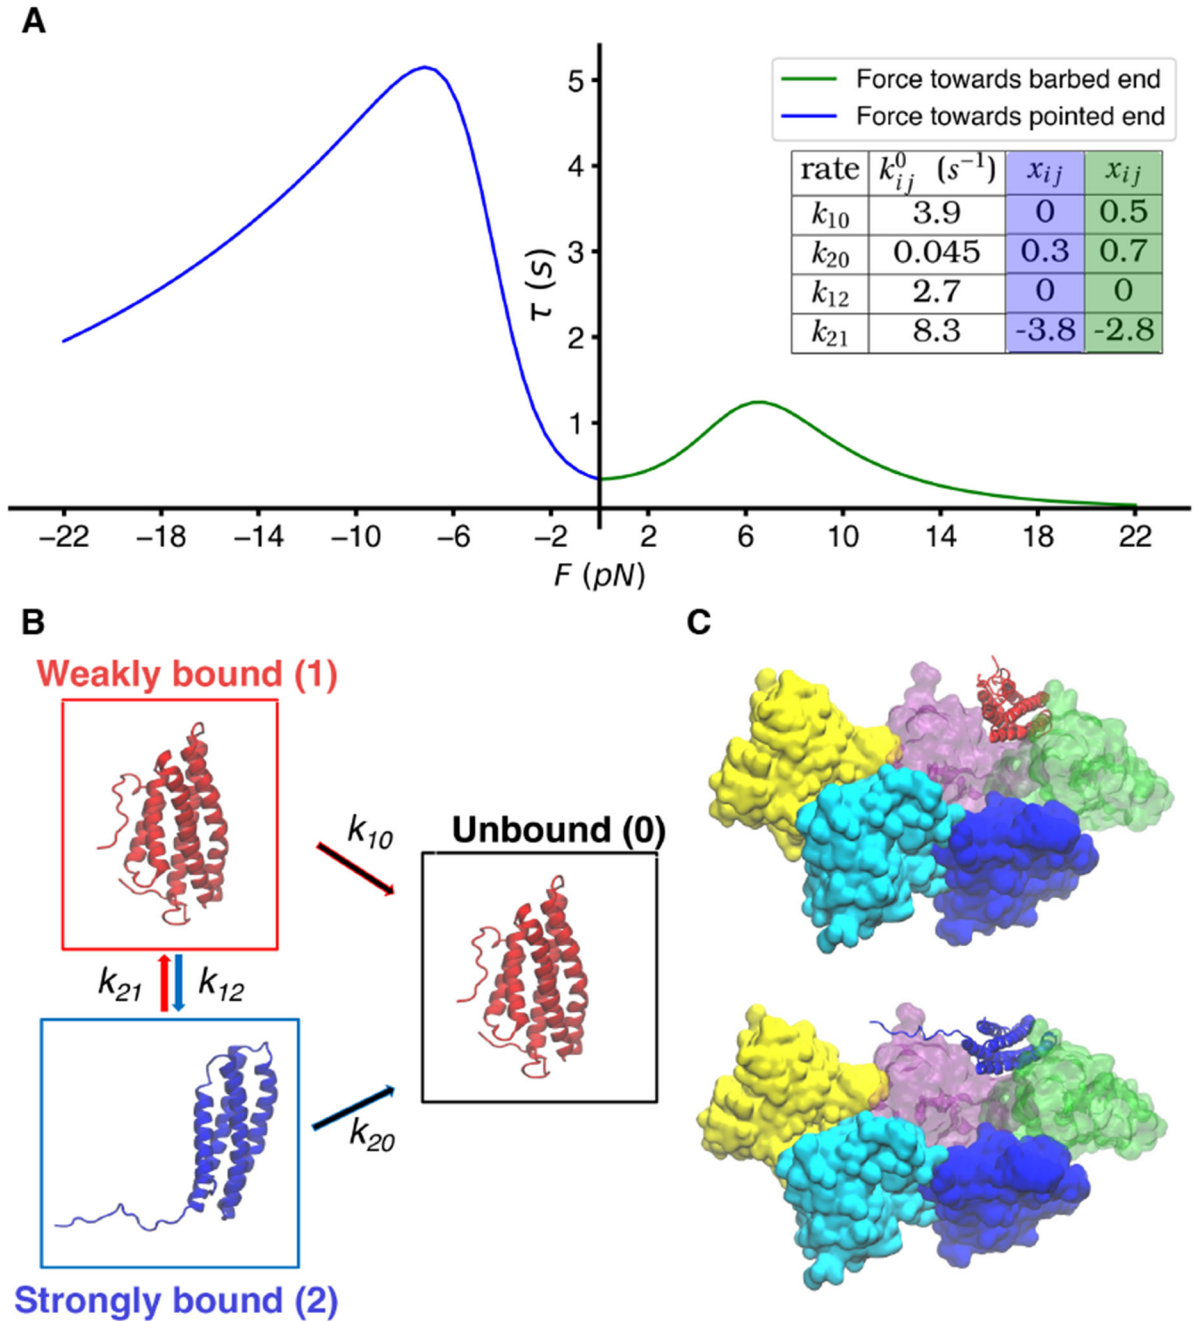 A
Force towards barbed end
Force towards pointed end
rate k⁰ᵢⱼ (s⁻¹) xᵢⱼ xᵢⱼ
k₁₀ 3.9 0 0.5
k₂₀ 0.045 0.3 0.7
k₁₂ 2.7 0 0
k₂₁ 8.3 -3.8 -2.8
5
4
3
2
1
τ (s)
−22 −18 −14 −10 −6 −2 2 6 10 14 18 22
F (pN)
B
Weakly bound (1)
k₁₀
Unbound (0)
k₂₁ k₁₂
k₂₀
Strongly bound (2)
C